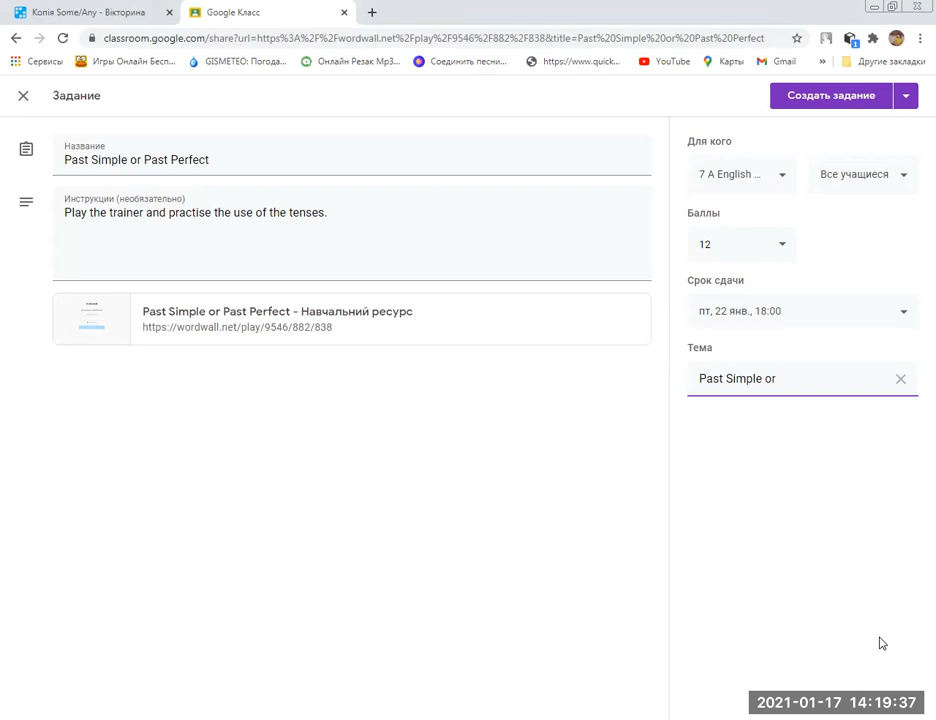 Копія Some/Any - Вікторина
Google Класс
classroom.google.com/share?url=https%3A%2F%2Fwordwall.net%2Fplay%2F9546%2F882%2F838&title=Past%20Simple%20or%20Past%20Perfect
Сервисы
Игры Онлайн Бесп...
GISMETEO: Погода...
Онлайн Резак Mp3...
Соединить песни...
https://www.quick...
YouTube
Карты
Gmail
»
Другие закладки
Задание
Создать задание
Название
Past Simple or Past Perfect
Инструкции (необязательно)
Play the trainer and practise the use of the tenses.
Past Simple or Past Perfect - Навчальний ресурс
https://wordwall.net/play/9546/882/838
Для кого
7 A English ...
Все учащиеся
Баллы
12
Срок сдачи
пт, 22 янв., 18:00
Тема
Past Simple or
2021-01-17 14:19:37